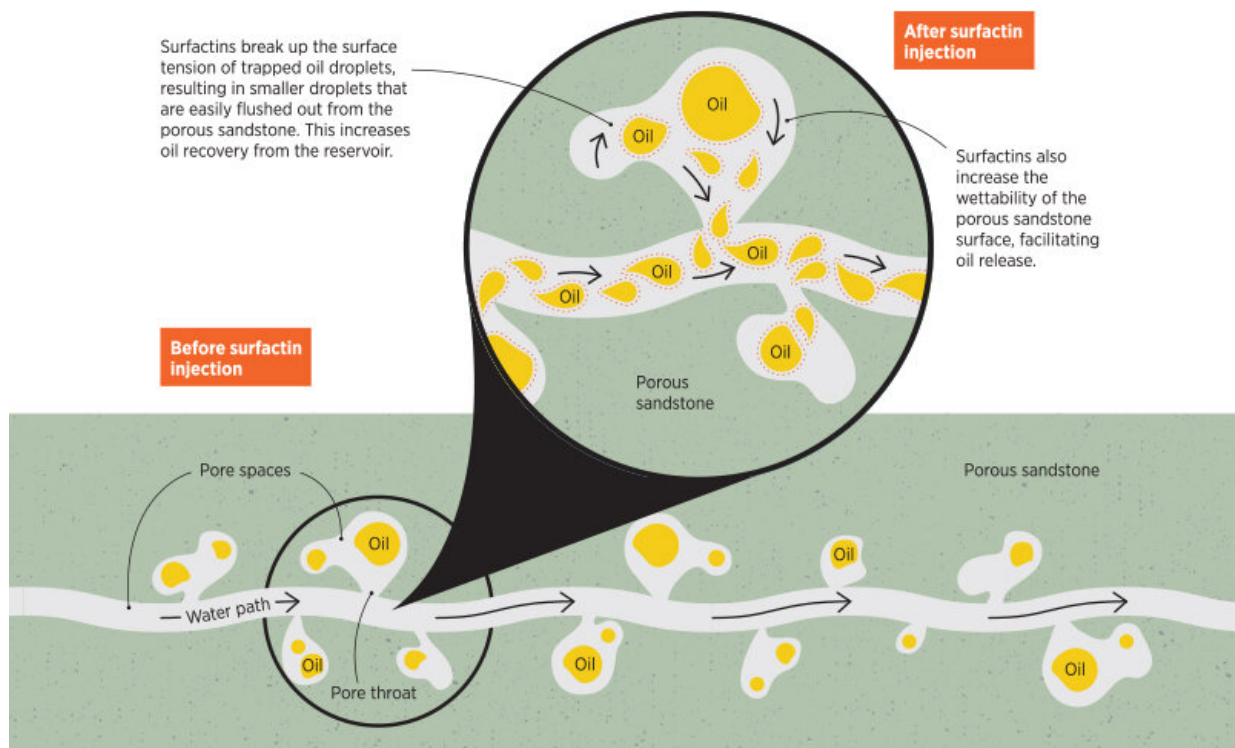 Surfactins break up the surface
tension of trapped oil droplets,
resulting in smaller droplets that
are easily flushed out from the
porous sandstone. This increases
oil recovery from the reservoir.
After surfactin
injection
Oil
Oil
Surfactins also
increase the
wettability of the
porous sandstone
surface, facilitating
oil release.
Oil
Oil
Oil
Oil
Before surfactin
injection
Porous
sandstone
Pore spaces
Porous sandstone
Oil
Oil
Water path
Oil
Oil
Oil
Pore throat